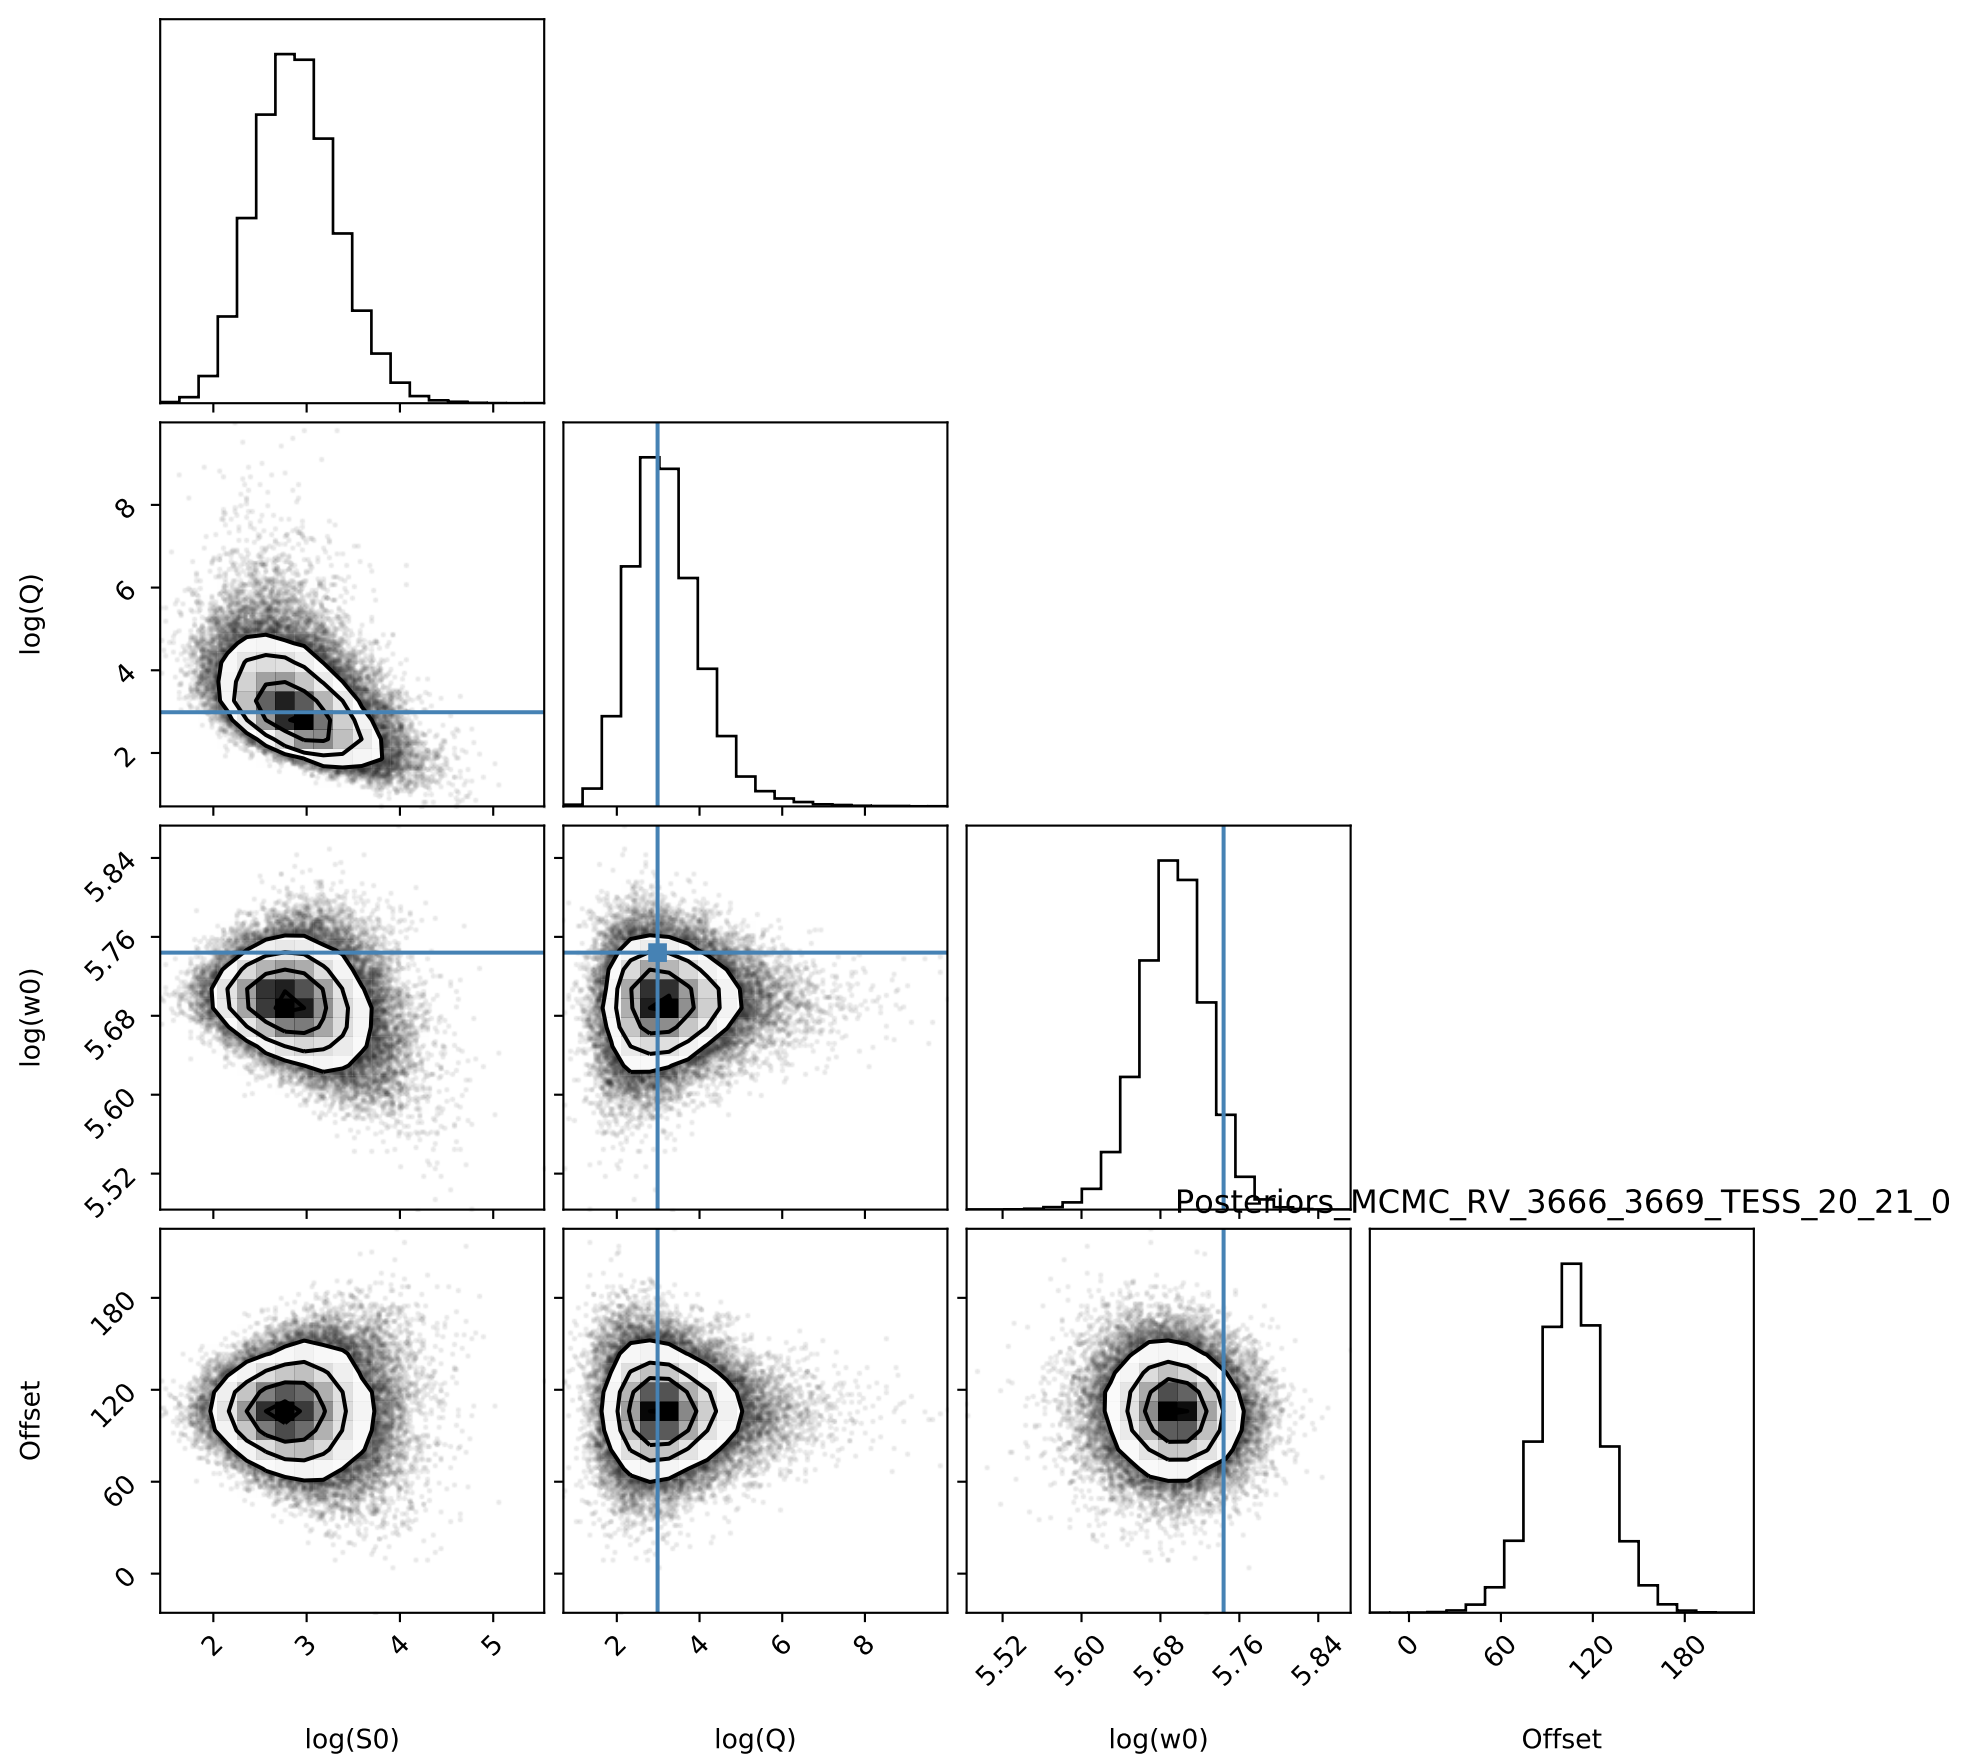 log(Q)
8
6
4
2
log(w0)
5.84
5.76
5.68
5.60
5.52
Posteriors_MCMC_RV_3666_3669_TESS_20_21_0
Offset
180
120
60
0
2 3 4 5 2 4 6 8 5.52 5.60 5.68 5.76 5.84 0 60 120 180
log(S0) log(Q) log(w0) Offset